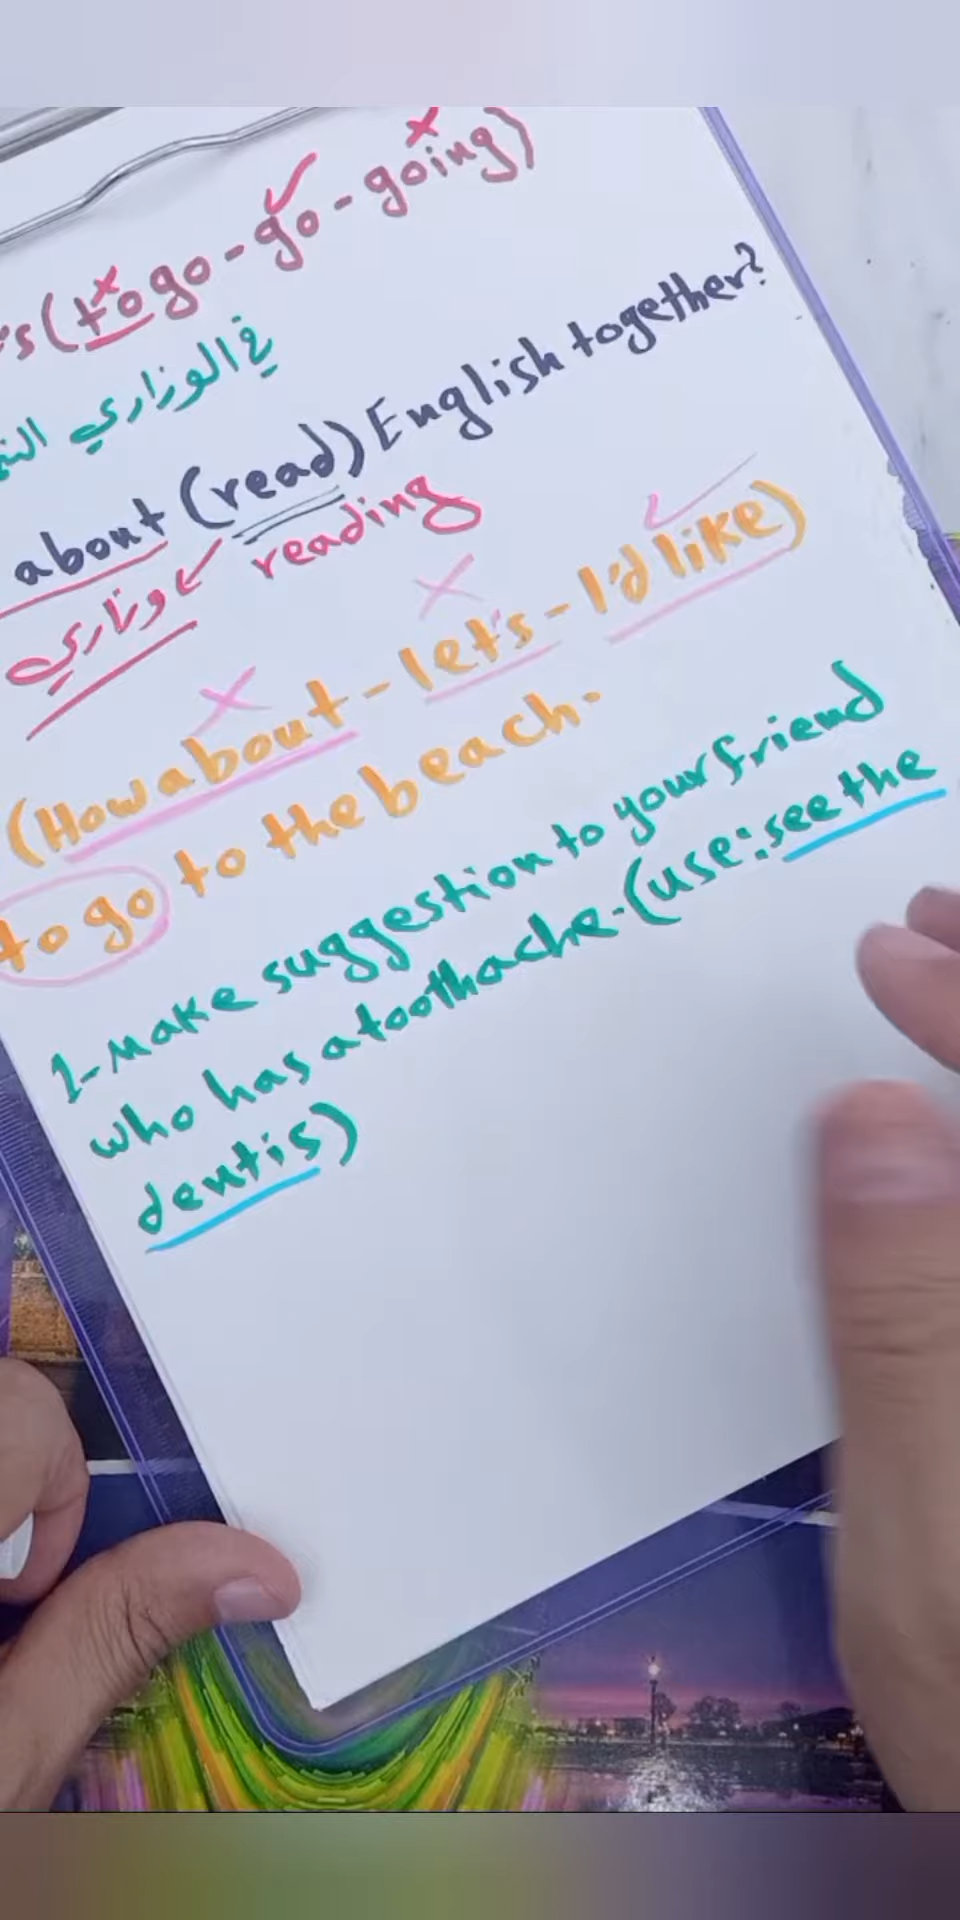 's (to go - go - going)
في الوزاري
about (read) English together?
وزاري reading
(How about - let's - I'd like)
to go to the beach.
1- Make suggestion to your friend
who has a toothache. (use: see the
dentis)